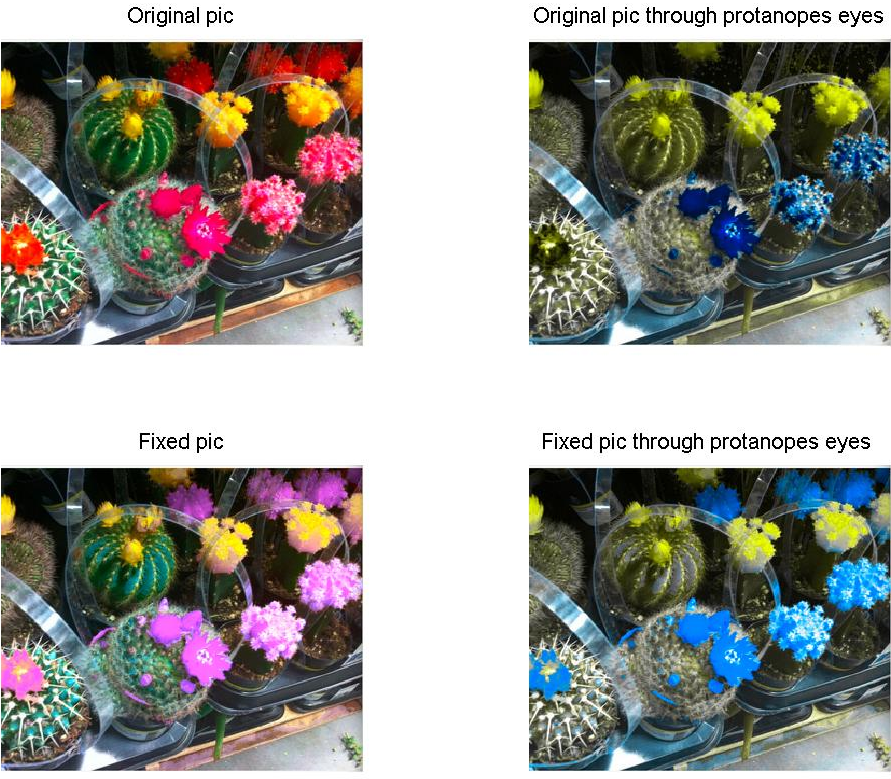 Original pic
Original pic through protanopes eyes
Fixed pic
Fixed pic through protanopes eyes